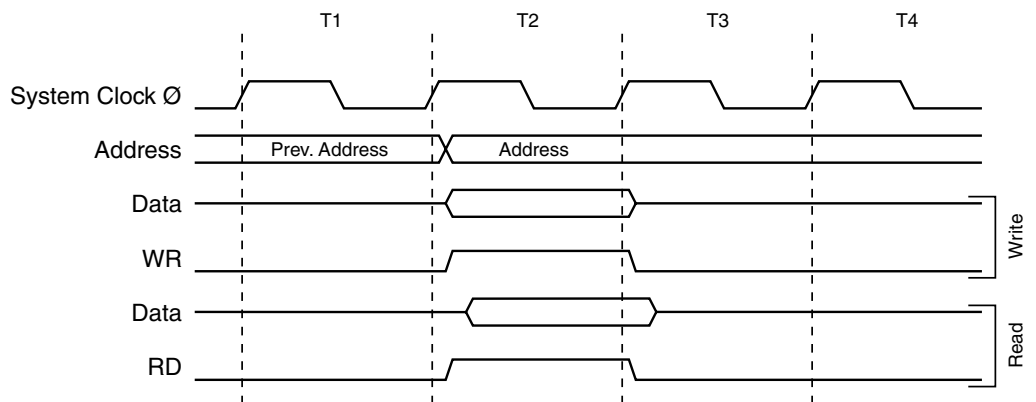 T1 T2 T3 T4
System Clock Ø
Address Prev. Address Address
Data
WR
Write
Data
RD
Read